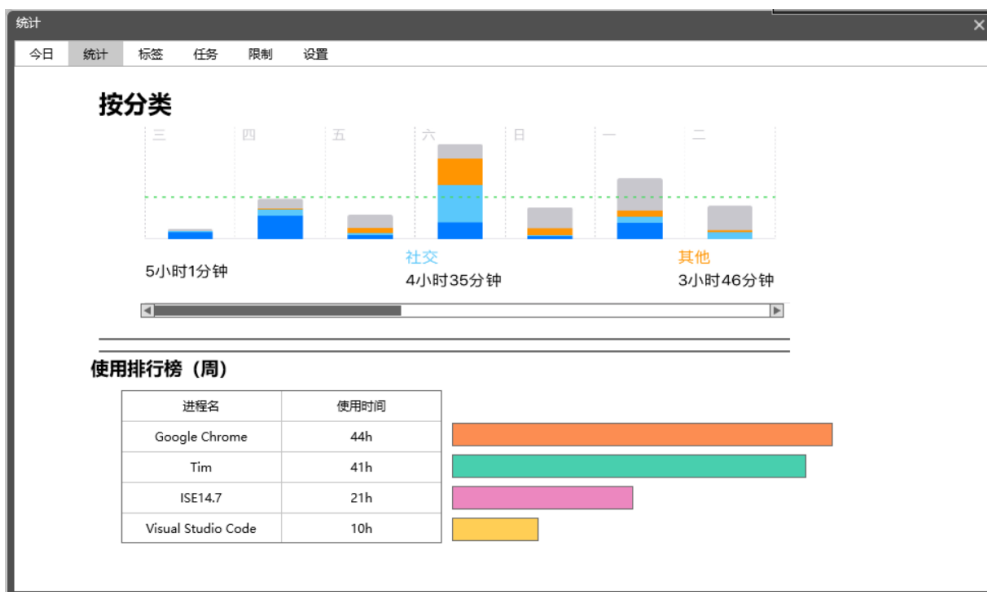 统计
今日 统计 标签 任务 限制 设置
按分类
三 四 五 六 日 一 二
社交 其他
5小时1分钟 4小时35分钟 3小时46分钟
使用排行榜（周）
进程名 使用时间
Google Chrome 44h
Tim 41h
ISE14.7 21h
Visual Studio Code 10h